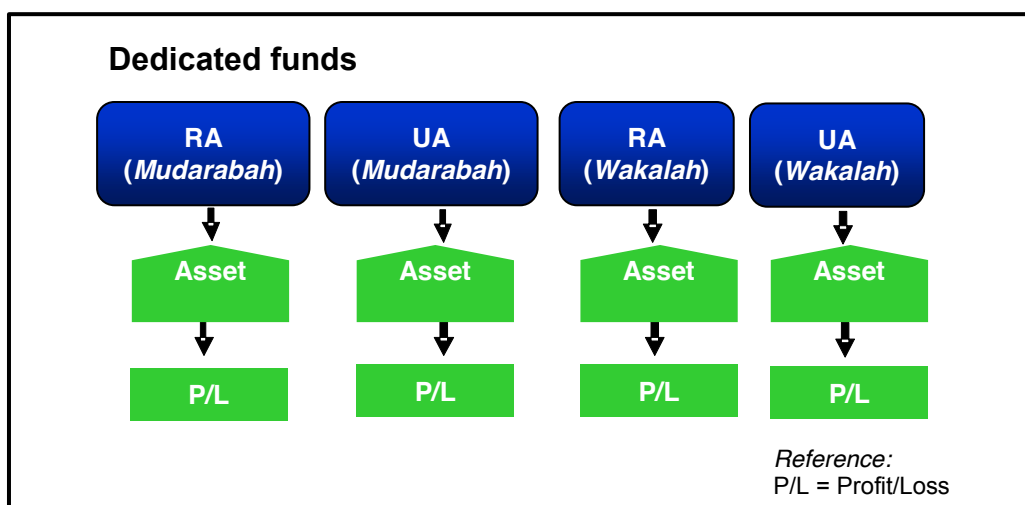 Dedicated funds
RA
(Mudarabah)
UA
(Mudarabah)
RA
(Wakalah)
UA
(Wakalah)
Asset
Asset
Asset
Asset
P/L
P/L
P/L
P/L
Reference:
P/L = Profit/Loss